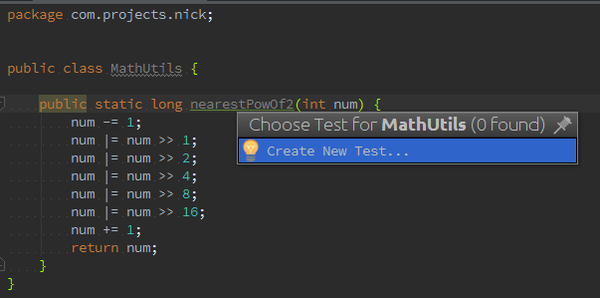 package com.projects.nick;
public class MathUtils {
public static long nearestPowOf2(int num) {
num -= 1;
Choose Test for MathUtils (0 found)
num |= num >> 1;
Create New Test...
num |= num >> 2;
num |= num >> 4;
num |= num >> 8;
num |= num >> 16;
num += 1;
return num;
}
}